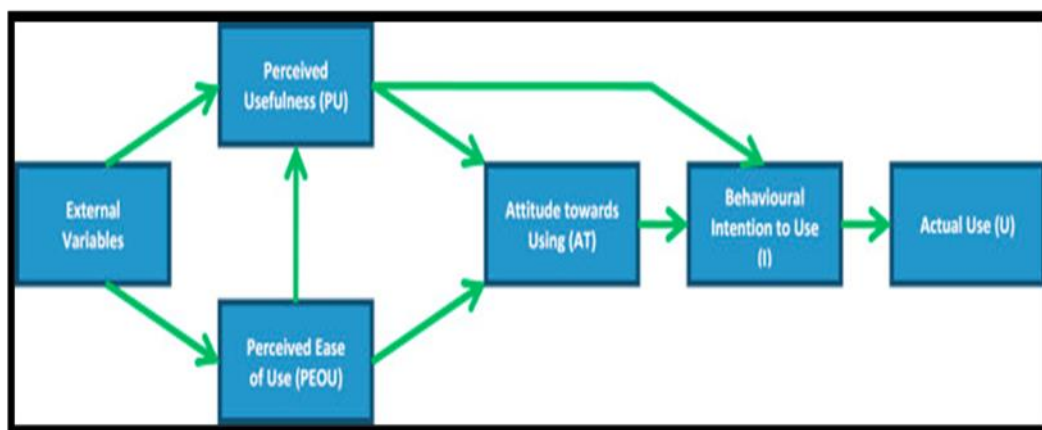 Perceived
Usefulness (PU)
External
Variables
Attitude towards
Using (AT)
Behavioural
Intention to Use
(I)
Actual Use (U)
Perceived Ease
of Use (PEOU)